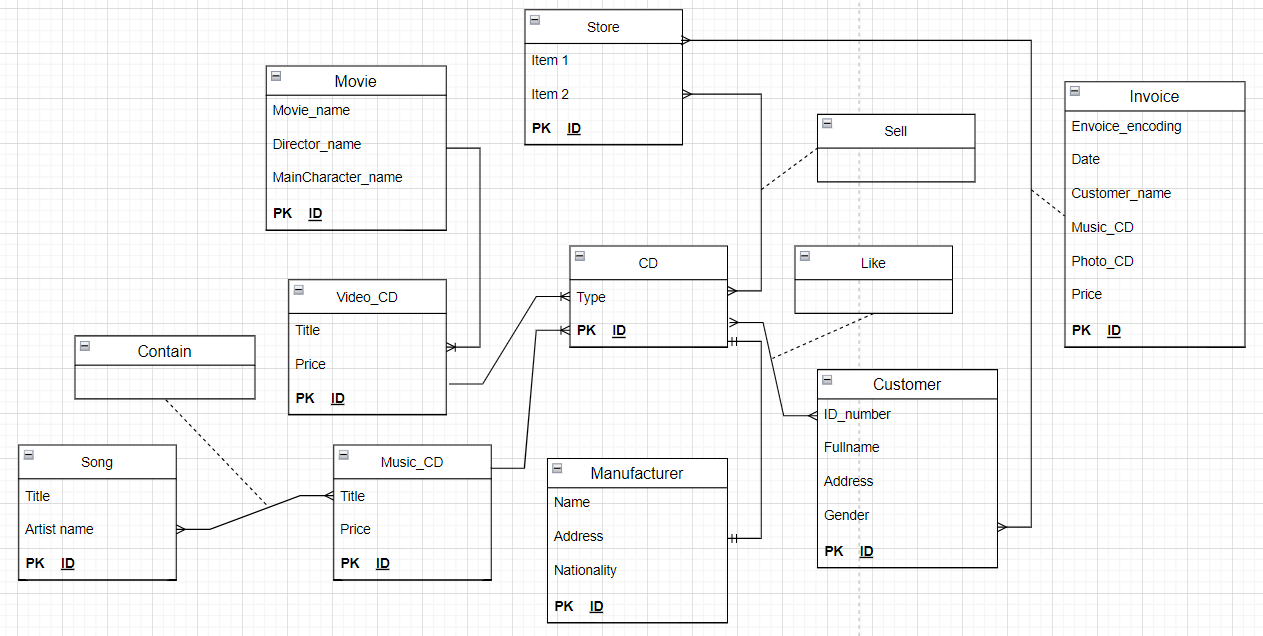 Store
Item 1
Item 2
PK ID
Movie
Movie_name
Director_name
MainCharacter_name
PK ID
Invoice
Envoice_encoding
Date
Customer_name
Music_CD
Photo_CD
Price
PK ID
Sell
CD
Type
PK ID
Like
Video_CD
Title
Price
PK ID
Contain
Customer
ID_number
Fullname
Address
Gender
PK ID
Song
Title
Artist name
PK ID
Music_CD
Title
Price
PK ID
Manufacturer
Name
Address
Nationality
PK ID